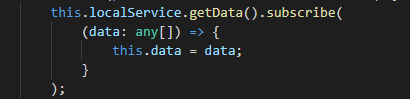 this.localService.getData().subscribe(
(data: any[]) => {
this.data = data;
}
);